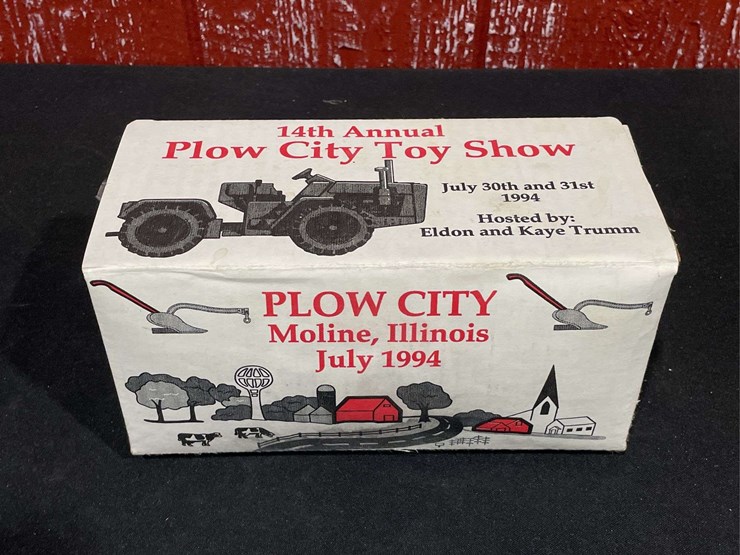 14th Annual
Plow City Toy Show
July 30th and 31st
1994
Hosted by:
Eldon and Kaye Trumm
PLOW CITY
Moline, Illinois
July 1994